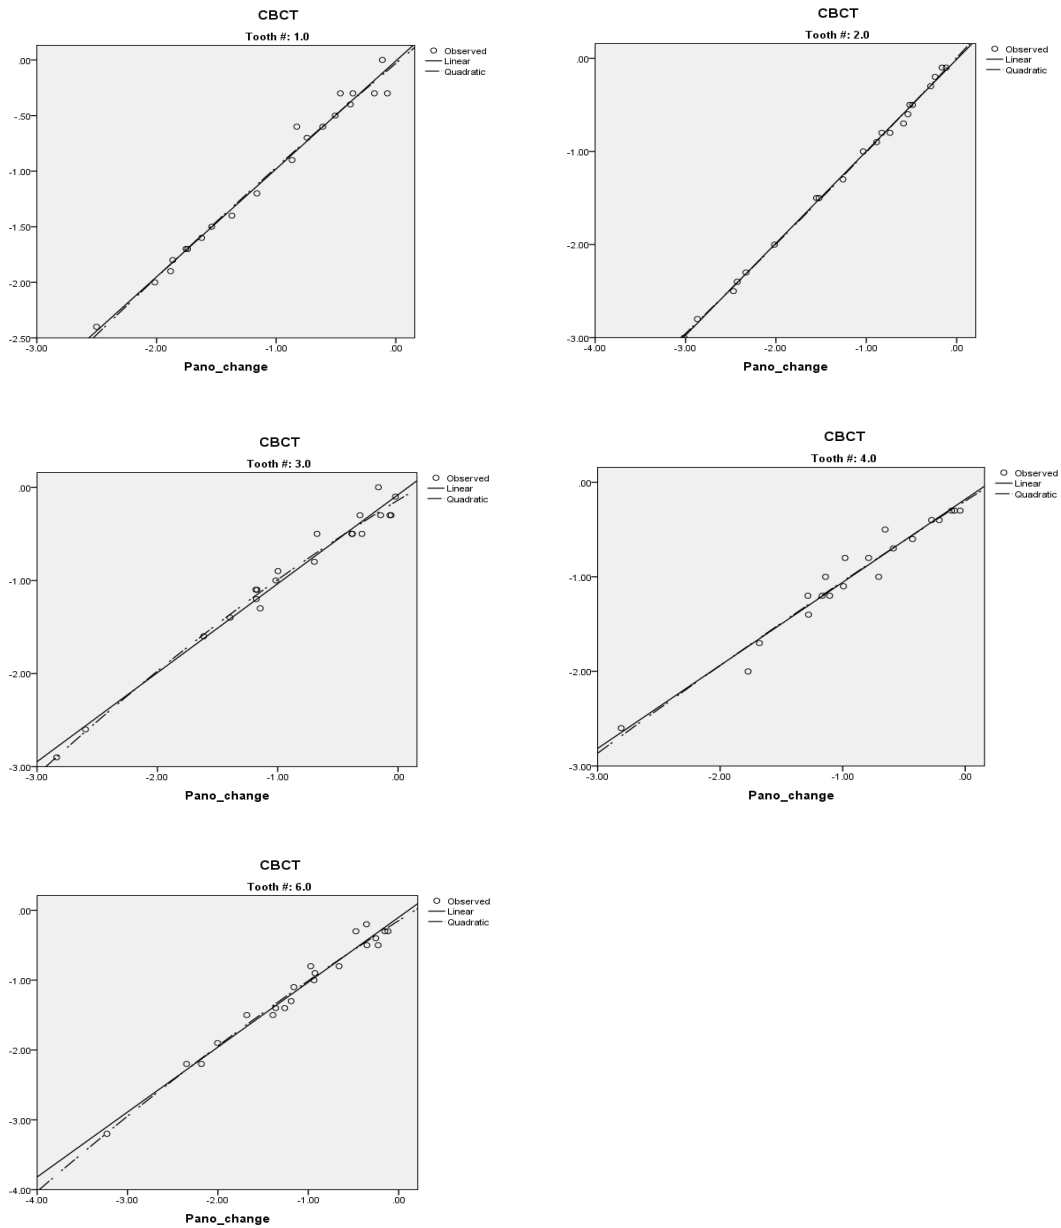 CBCT
Tooth #: 1.0
Observed
Linear
Quadratic
.00
-.50
-1.00
-1.50
-2.00
-2.50
-3.00 -2.00 -1.00 .00
Pano_change
CBCT
Tooth #: 2.0
Observed
Linear
Quadratic
.00
-1.00
-2.00
-3.00
-4.00 -3.00 -2.00 -1.00 .00
Pano_change
CBCT
Tooth #: 3.0
Observed
Linear
Quadratic
.00
-1.00
-2.00
-3.00
-3.00 -2.00 -1.00 .00
Pano_change
CBCT
Tooth #: 4.0
Observed
Linear
Quadratic
.00
-1.00
-2.00
-3.00
-3.00 -2.00 -1.00 .00
Pano_change
CBCT
Tooth #: 6.0
Observed
Linear
Quadratic
.00
-1.00
-2.00
-3.00
-4.00
-4.00 -3.00 -2.00 -1.00 .00
Pano_change